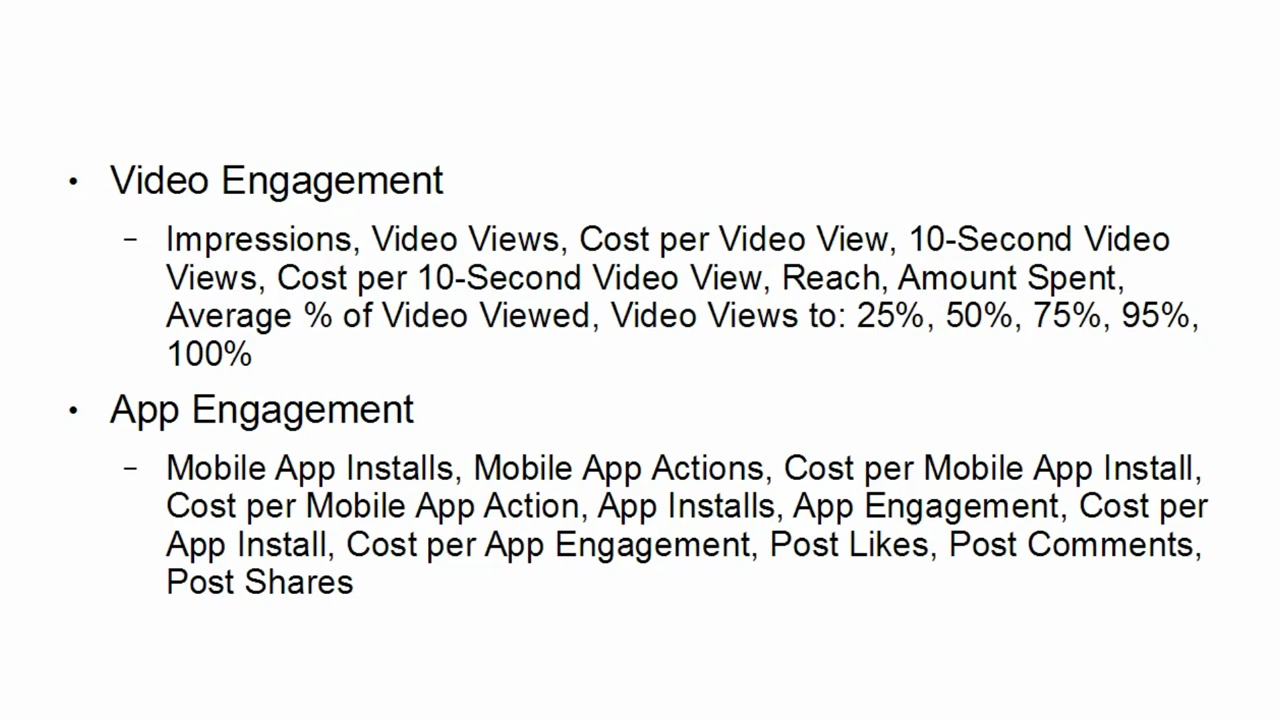 • Video Engagement
– Impressions, Video Views, Cost per Video View, 10-Second Video
Views, Cost per 10-Second Video View, Reach, Amount Spent,
Average % of Video Viewed, Video Views to: 25%, 50%, 75%, 95%,
100%
• App Engagement
– Mobile App Installs, Mobile App Actions, Cost per Mobile App Install,
Cost per Mobile App Action, App Installs, App Engagement, Cost per
App Install, Cost per App Engagement, Post Likes, Post Comments,
Post Shares